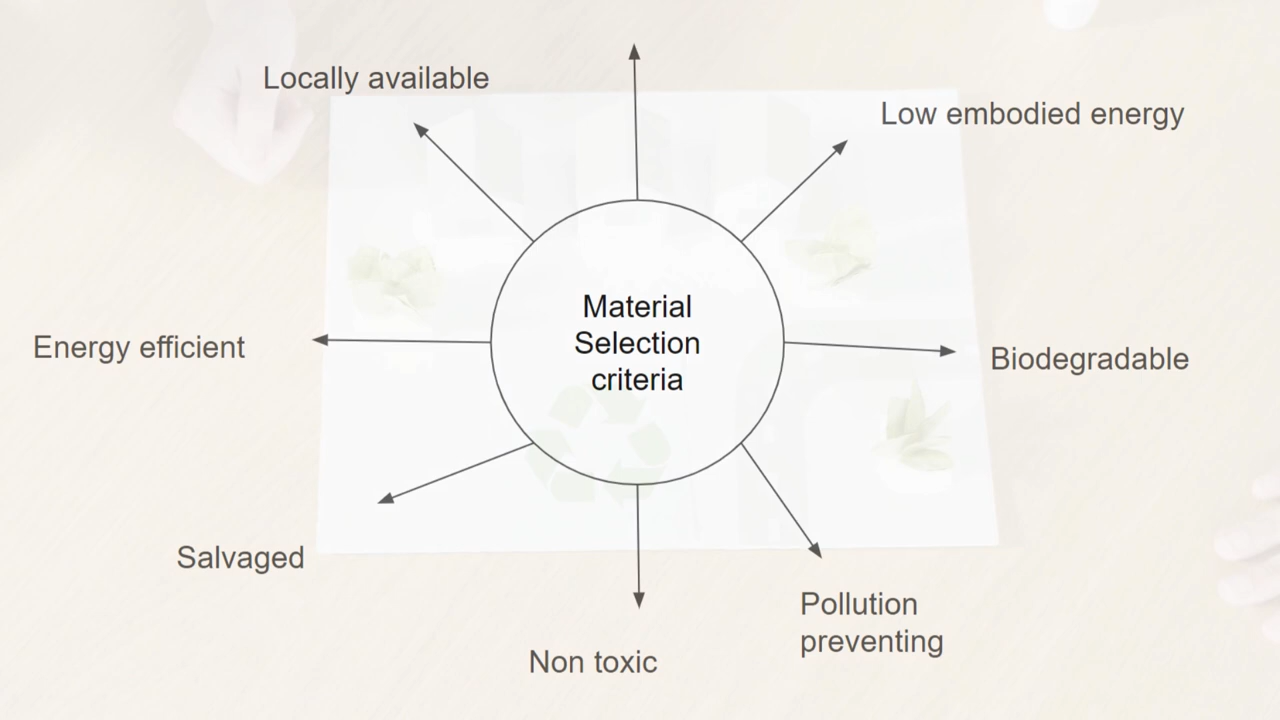 Locally available
Low embodied energy
Material
Selection
criteria
Energy efficient
Biodegradable
Salvaged
Pollution
preventing
Non toxic